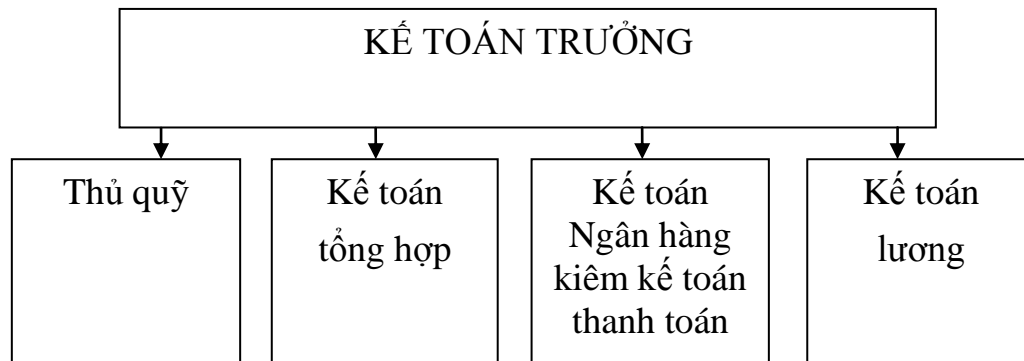 KẾ TOÁN TRƯỞNG
Thủ quỹ
Kế toán
tổng hợp
Kế toán
Ngân hàng
kiêm kế toán
thanh toán
Kế toán
lương